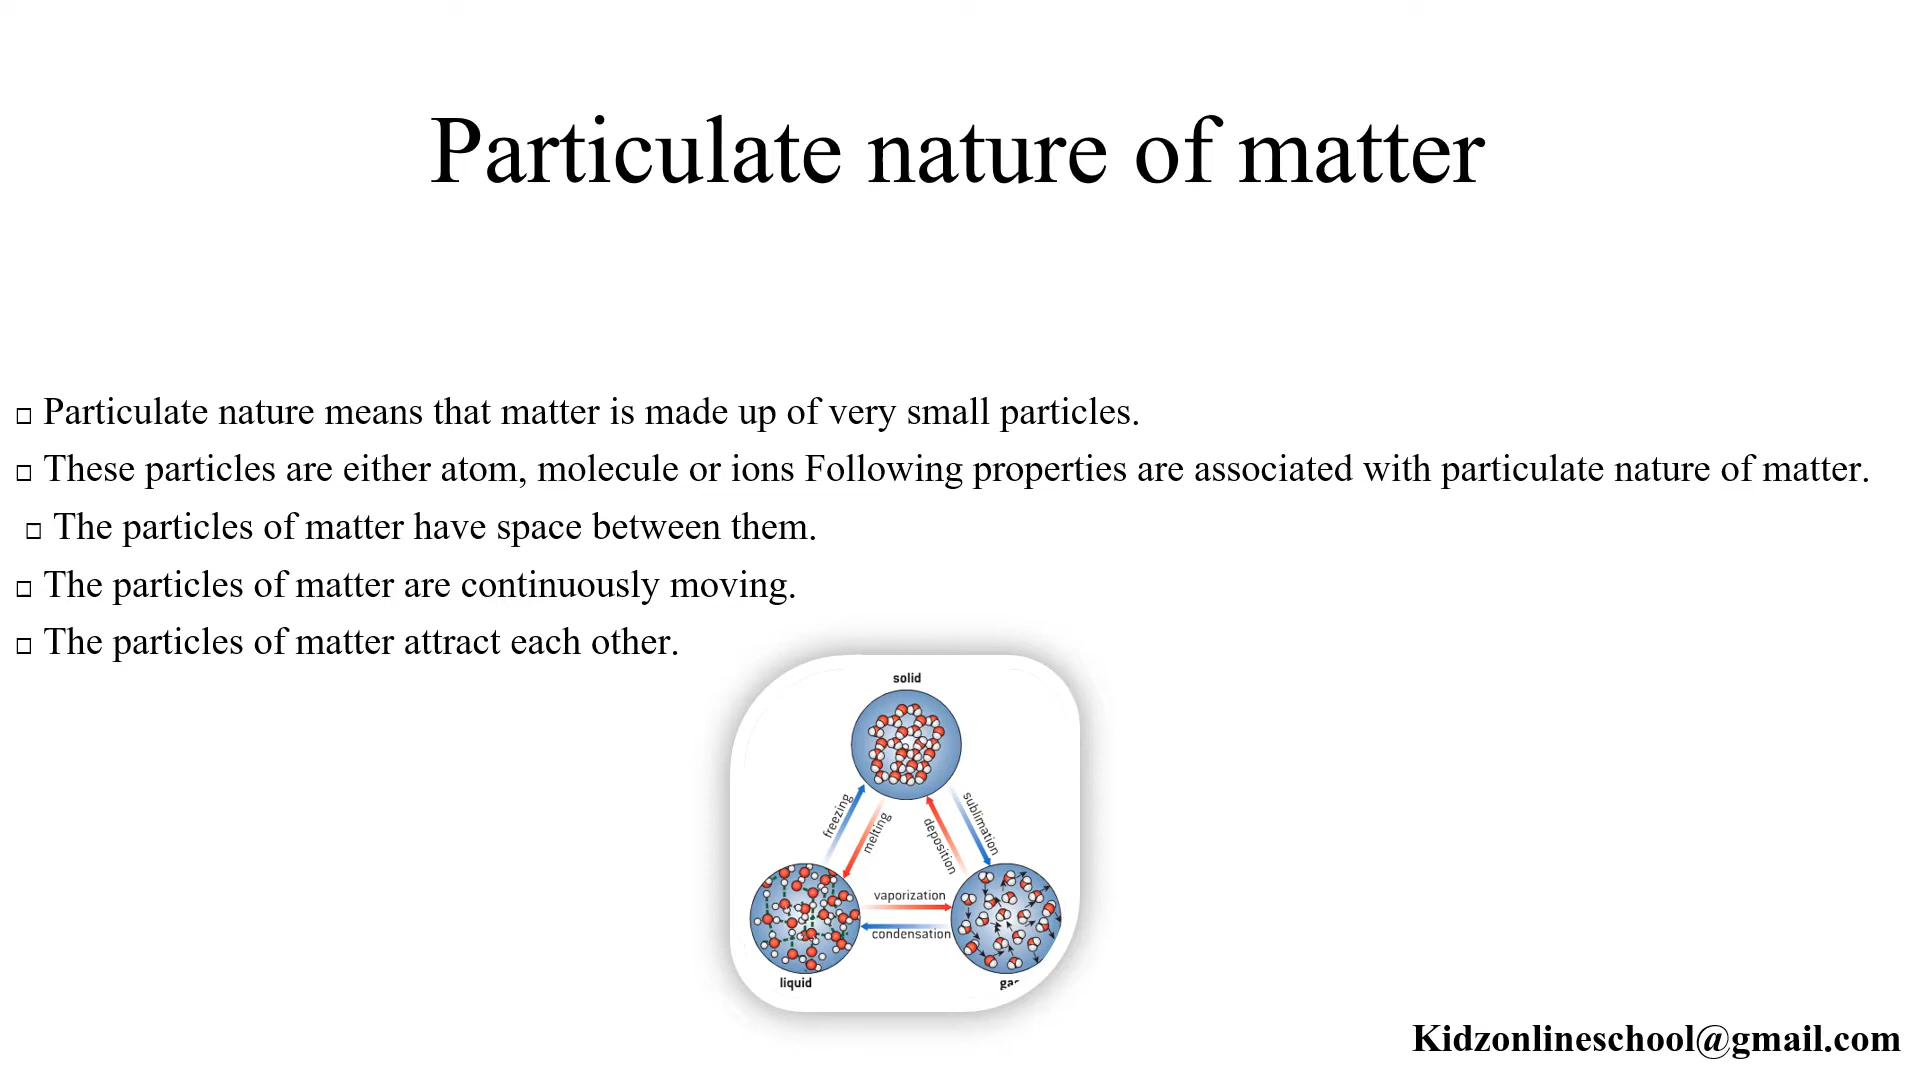 Particulate nature of matter
Particulate nature means that matter is made up of very small particles.
These particles are either atom, molecule or ions Following properties are associated with particulate nature of matter.
The particles of matter have space between them.
The particles of matter are continuously moving.
The particles of matter attract each other.
solid
freezing
melting
deposition
sublimation
vaporization
condensation
liquid
Kidzonlineschool@gmail.com